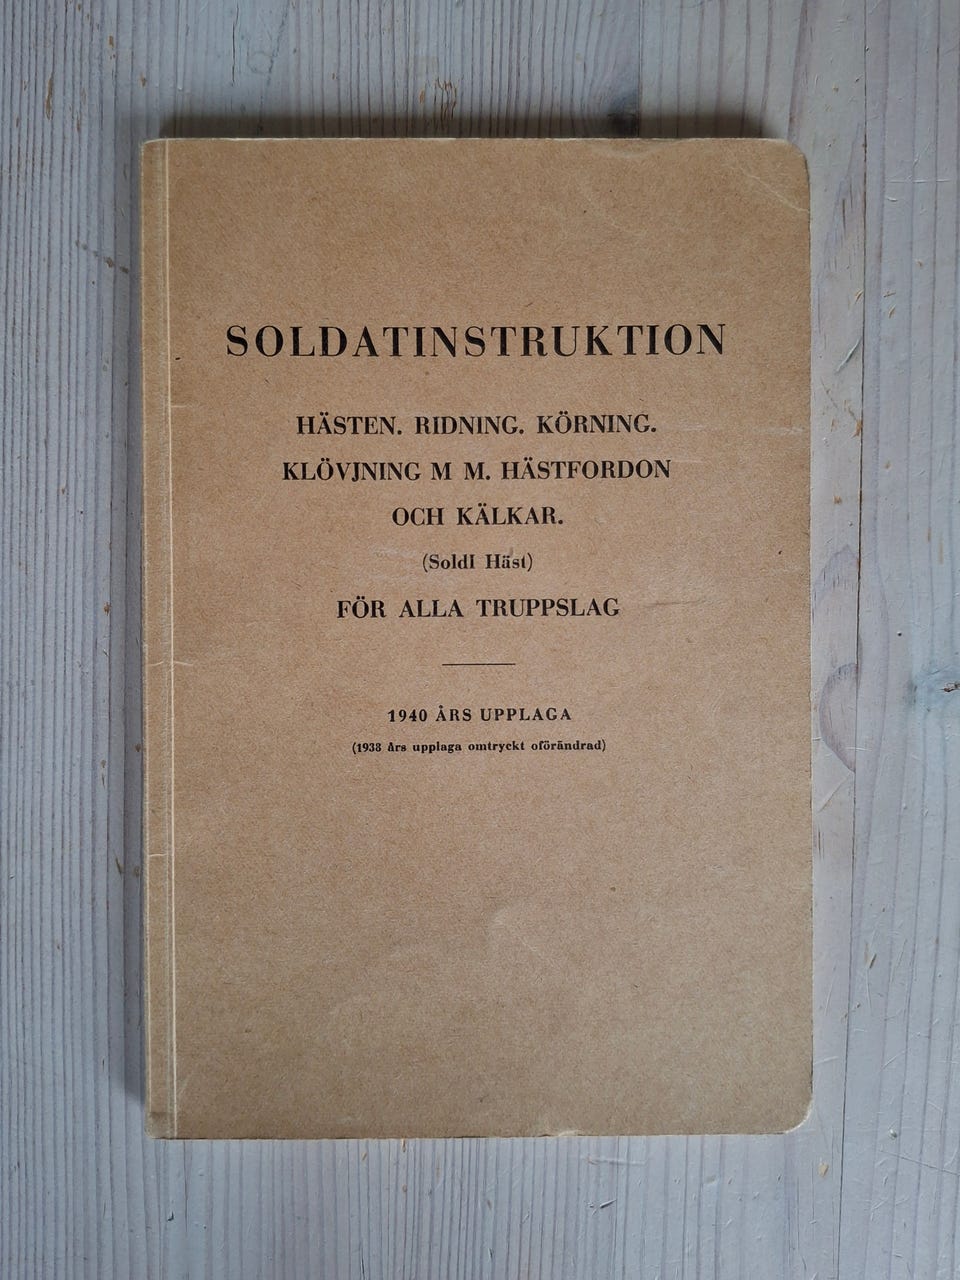 SOLDATINSTRUKTION
HÄSTEN. RIDNING. KÖRNING.
KLÖVJNING M M. HÄSTFORDON
OCH KÄLKAR.
(SoldI Häst)
FÖR ALLA TRUPPSLAG
1940 ÅRS UPPLAGA
(1938 års upplaga omtryckt oförändrad)